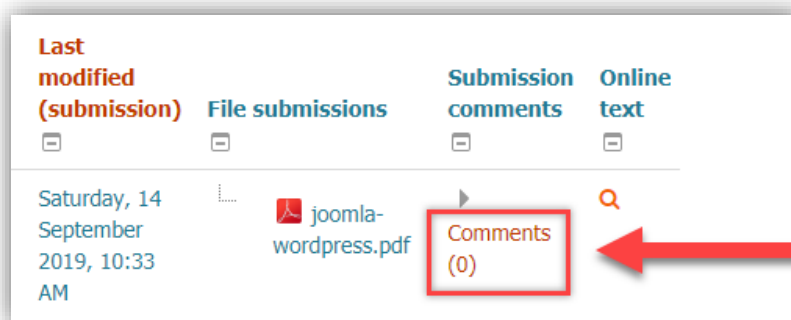 Last
modified
(submission)
File submissions
Submission
comments
Online
text
Saturday, 14
September
2019, 10:33
AM
joomla-
wordpress.pdf
Comments
(0)